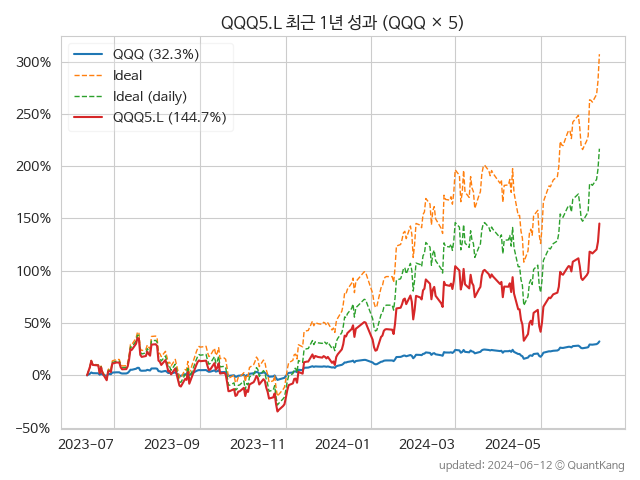 QQQ5.L 최근 1년 성과 (QQQ × 5)
QQQ (32.3%)
Ideal
Ideal (daily)
QQQ5.L (144.7%)
300%
250%
200%
150%
100%
50%
0%
−50%
2023-07 2023-09 2023-11 2024-01 2024-03 2024-05
updated: 2024-06-12 © QuantKang